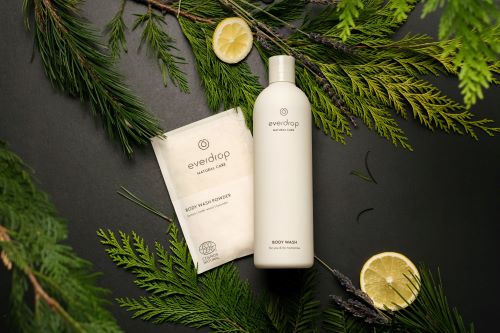 everdrop
NATURAL CARE
BODY WASH POWDER
everdrop
NATURAL CARE
BODY WASH